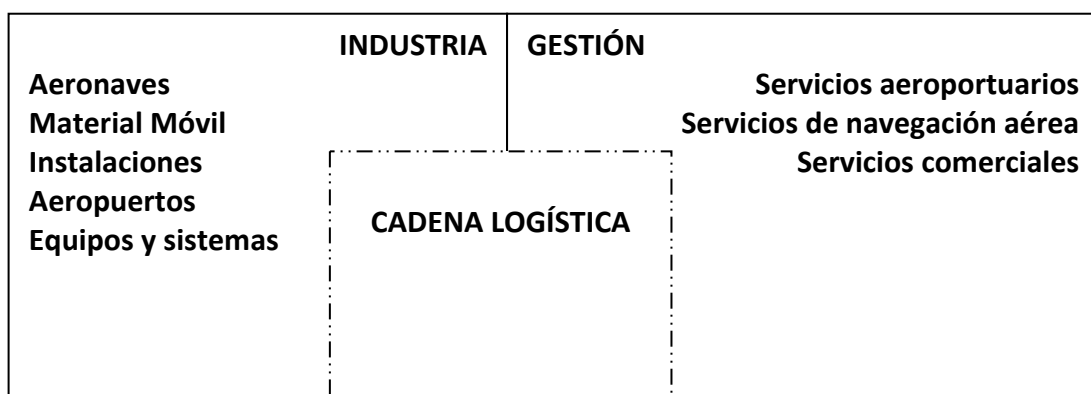 INDUSTRIA
GESTIÓN
Aeronaves
Material Móvil
Instalaciones
Aeropuertos
Equipos y sistemas
Servicios aeroportuarios
Servicios de navegación aérea
Servicios comerciales
CADENA LOGÍSTICA